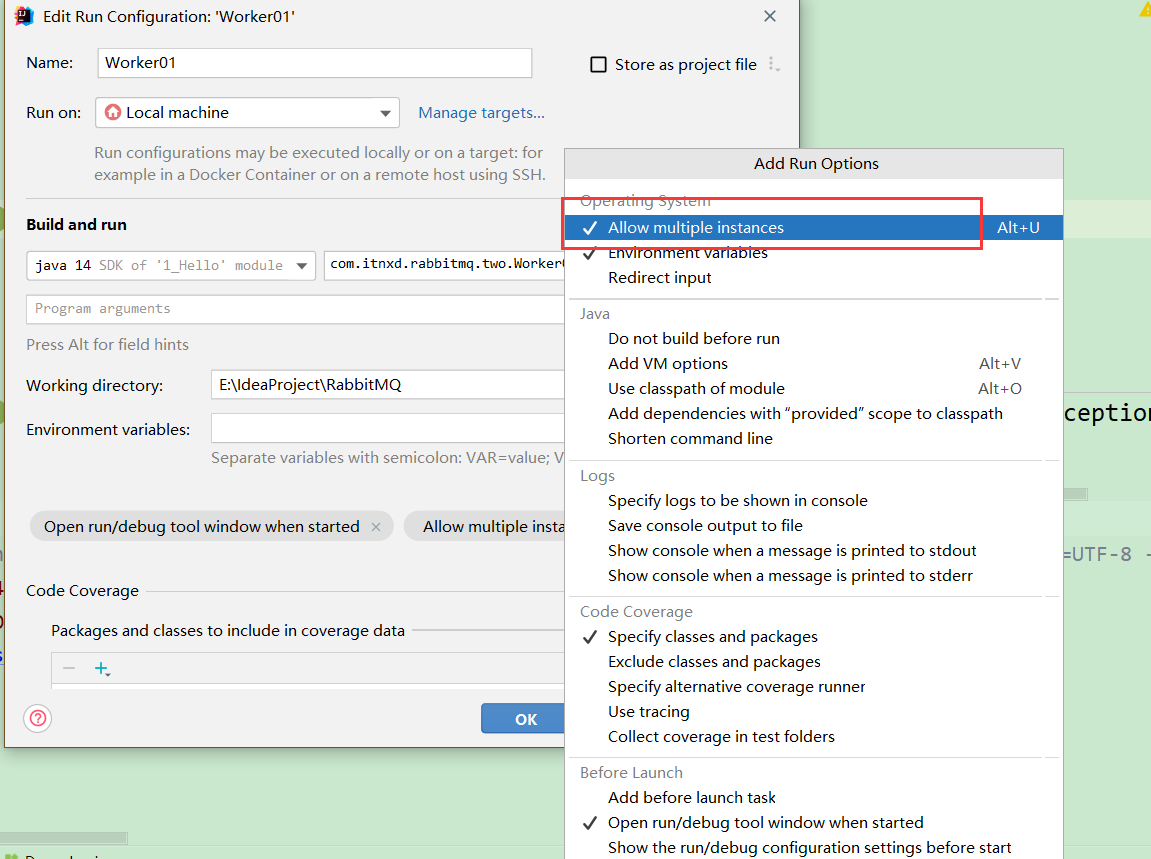 Edit Run Configuration: 'Worker01'
Name:
Worker01
Store as project file
Run on:
Local machine
Manage targets...
Run configurations may be executed locally or on a target: for
example in a Docker Container or on a remote host using SSH.
Build and run
java 14 SDK of '1_Hello' module
com.itnxd.rabbitmq.two.Worker
Program arguments
Press Alt for field hints
Working directory:
E:\IdeaProject\RabbitMQ
Environment variables:
Separate variables with semicolon: VAR=value; V
Open run/debug tool window when started
Allow multiple insta
Code Coverage
Packages and classes to include in coverage data
OK
Add Run Options
Operating System
Allow multiple instances Alt+U
Environment variables
Redirect input
Java
Do not build before run
Add VM options Alt+V
Use classpath of module Alt+O
Add dependencies with “provided” scope to classpath
Shorten command line
Logs
Specify logs to be shown in console
Save console output to file
Show console when a message is printed to stdout
Show console when a message is printed to stderr
Code Coverage
Specify classes and packages
Exclude classes and packages
Specify alternative coverage runner
Use tracing
Collect coverage in test folders
Before Launch
Add before launch task
Open run/debug tool window when started
Show the run/debug configuration settings before start
ception
=UTF-8 -